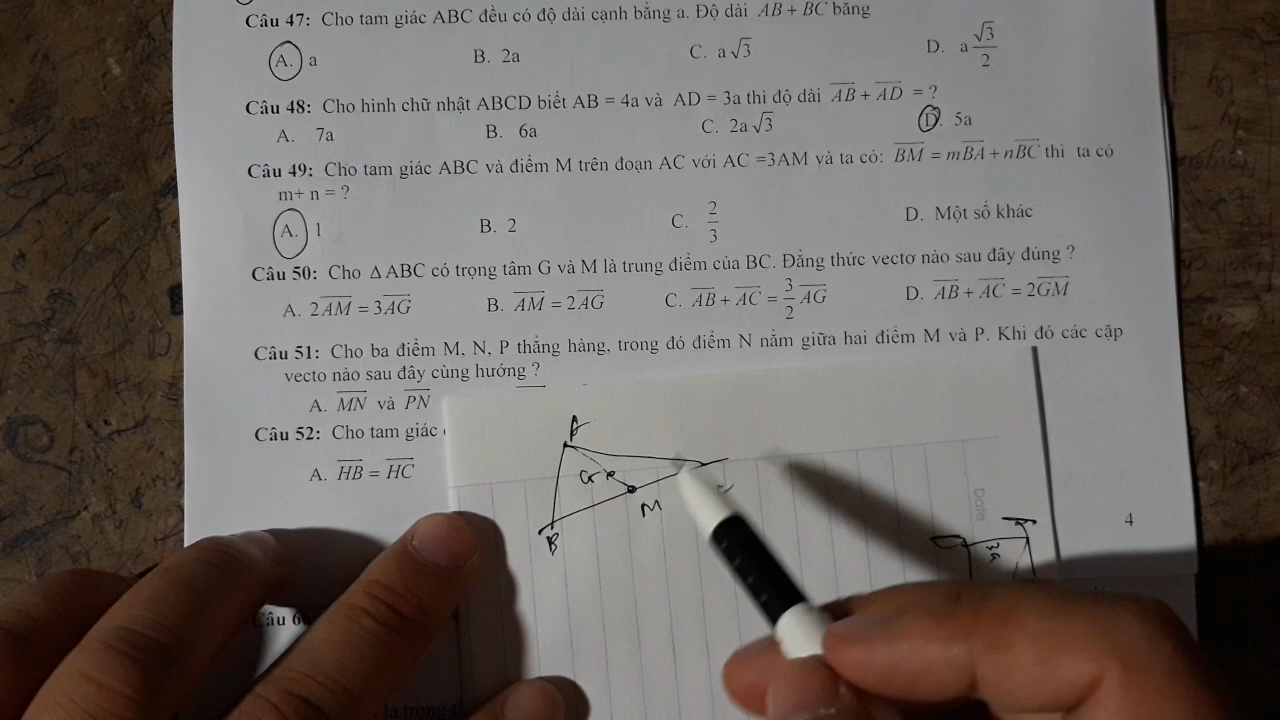 Câu 47: Cho tam giác ABC đều có độ dài cạnh bằng a. Độ dài AB + BC bằng
A. a B. 2a C. a√3 D. a √3/2
Câu 48: Cho hình chữ nhật ABCD biết AB = 4a và AD = 3a thì độ dài AB + AD = ?
A. 7a B. 6a C. 2a√3 D. 5a
Câu 49: Cho tam giác ABC và điểm M trên đoạn AC với AC =3AM và ta có: BM = mBA + nBC thì ta có
m+ n = ?
A. 1 B. 2 C. 2/3 D. Một số khác
Câu 50: Cho Δ ABC có trọng tâm G và M là trung điểm của BC. Đẳng thức vectơ nào sau đây đúng ?
A. 2AM = 3AG B. AM = 2AG C. AB + AC = 3/2 AG D. AB + AC = 2GM
Câu 51: Cho ba điểm M, N, P thẳng hàng, trong đó điểm N nằm giữa hai điểm M và P. Khi đó các cặp
vecto nào sau đây cùng hướng ?
A. MN và PN
Câu 52: Cho tam giác
A. HB = HC
A
G
M
B
Date
3a
4
Câu 6
là trọng t